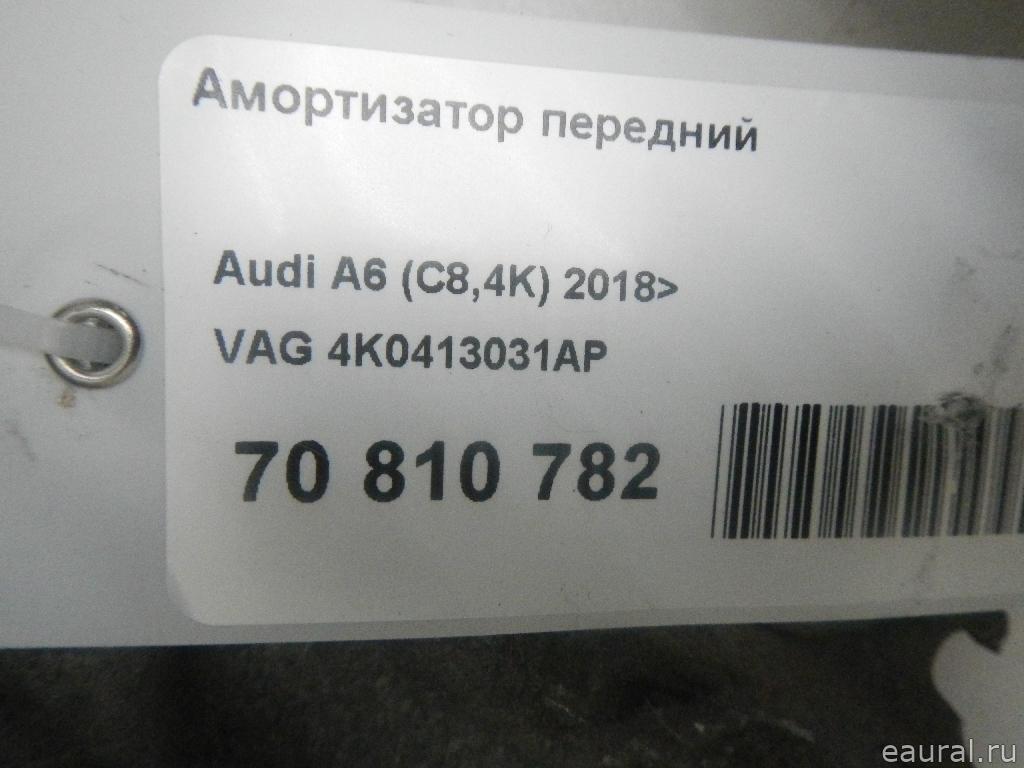 Амортизатор передний
Audi A6 (C8,4K) 2018>
VAG 4K0413031AP
70 810 782
eaural.ru